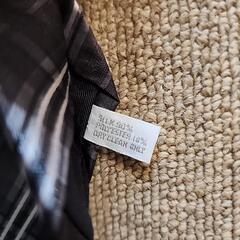 SILK 90%
POLYESTER 10%
DRY CLEAN ONLY